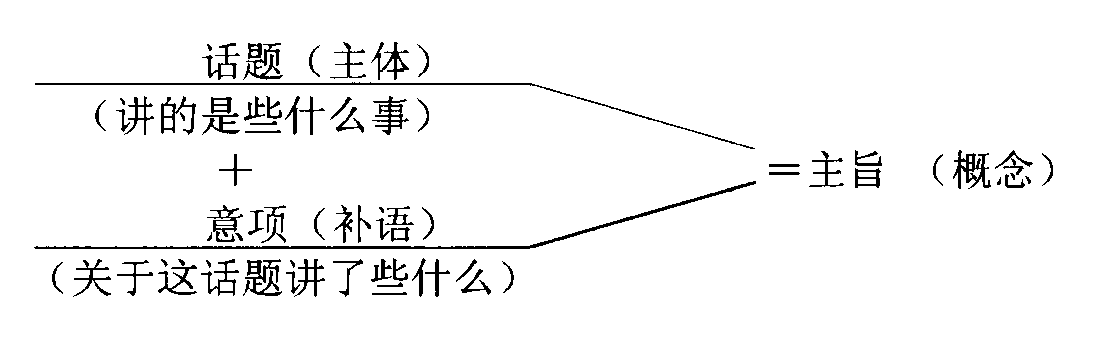 话题（主体）
（讲的是些什么事）
＋
意项（补语）
（关于这话题讲了些什么）
＝主旨 （概念）